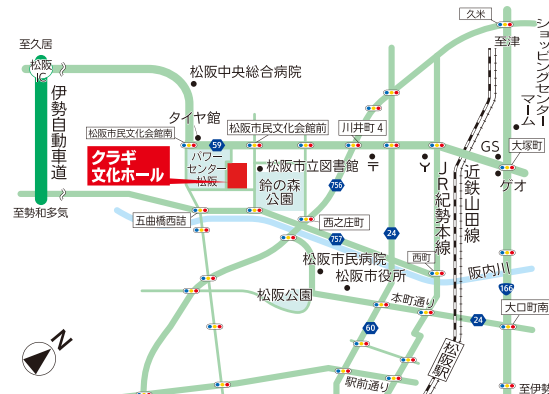 久米
至久居
至津
ショッピングセンター
マーム
松阪
IC
松阪中央総合病院
伊勢自動車道
タイヤ館
松阪市民文化会館南
59
松阪市民文化会館前
川井町4
大塚町
GS
ゲオ
クラギ
文化ホール
パワー
センター
松阪
松阪市立図書館
鈴の森
公園
756
JR紀勢本線
近鉄山田線
至勢和多気
五曲橋西詰
西之庄町
757
24
西町
阪内川
松阪市民病院
松阪市役所
166
松阪公園
本町通り
大口町南
24
60
N
松阪駅
駅前通り
至伊勢